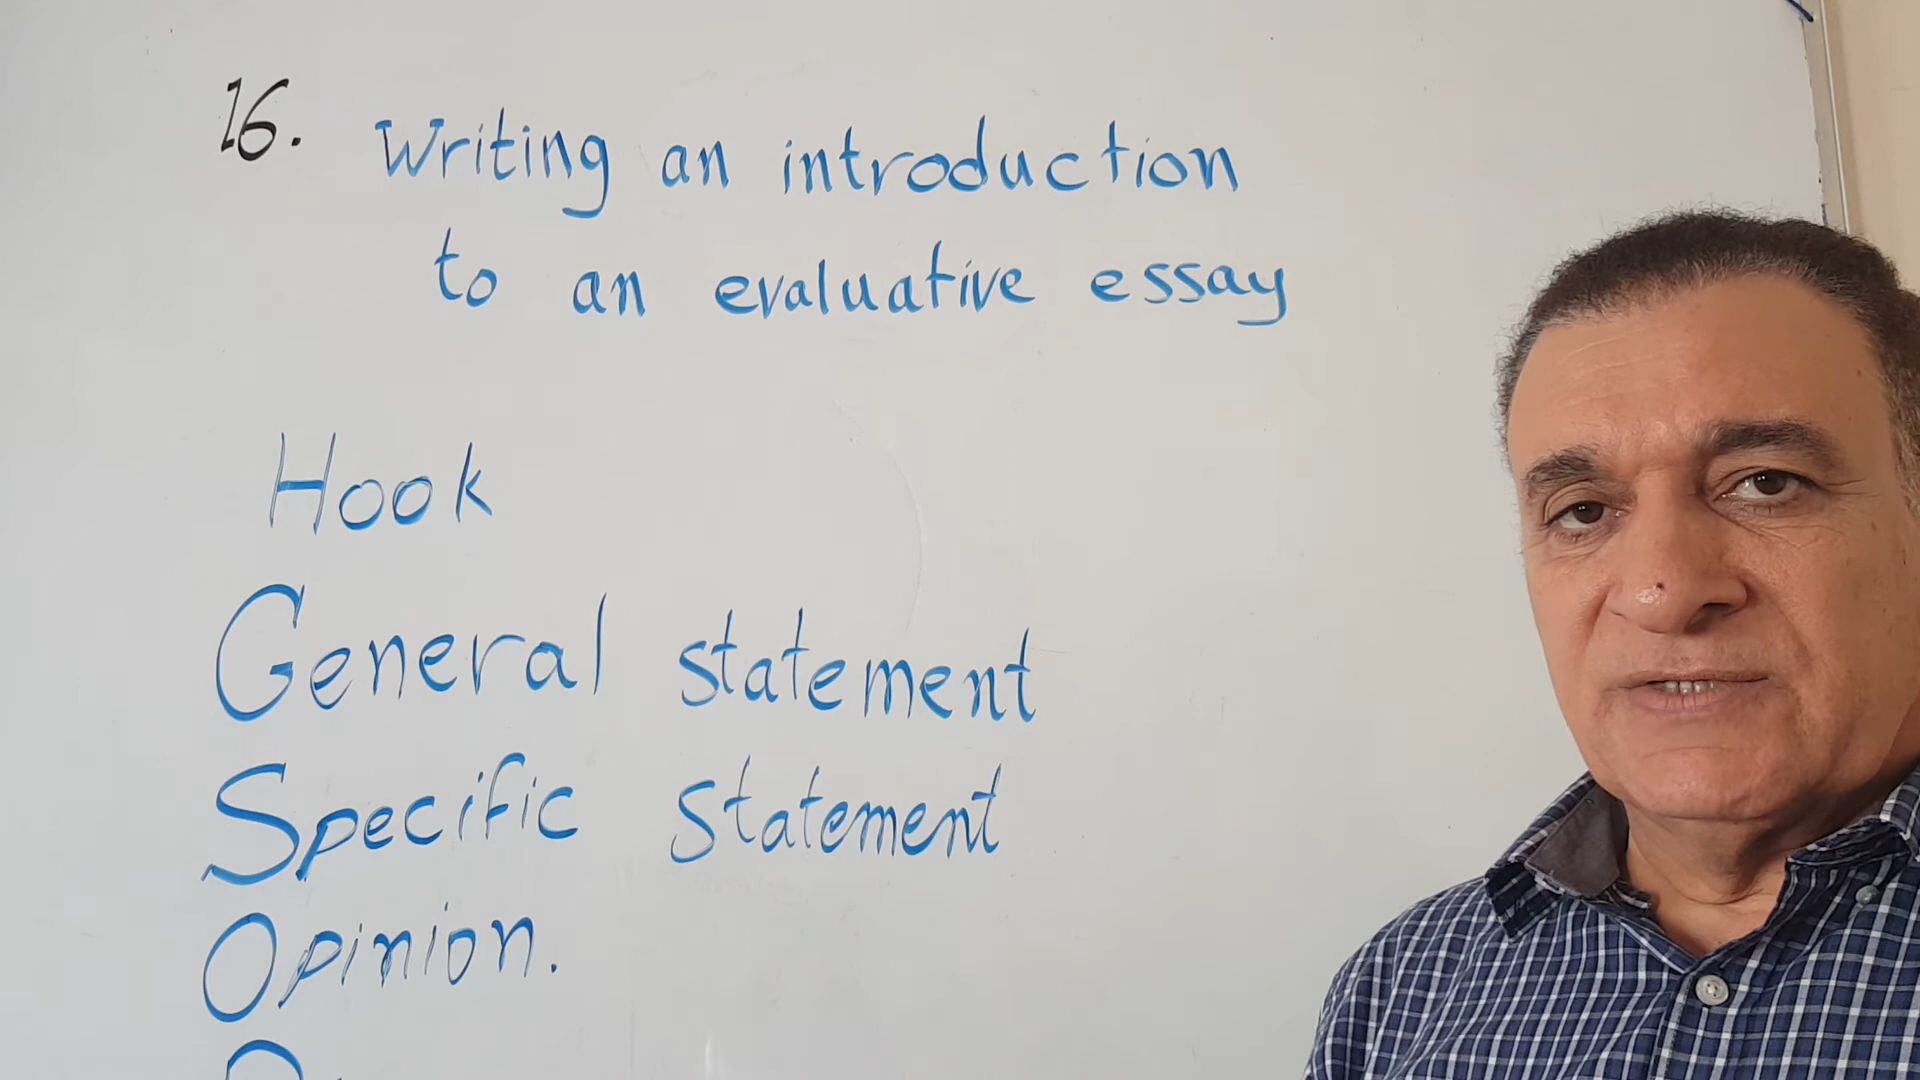 16. Writing an introduction
to an evaluative essay
Hook
General statement
Specific statement
Opinion.